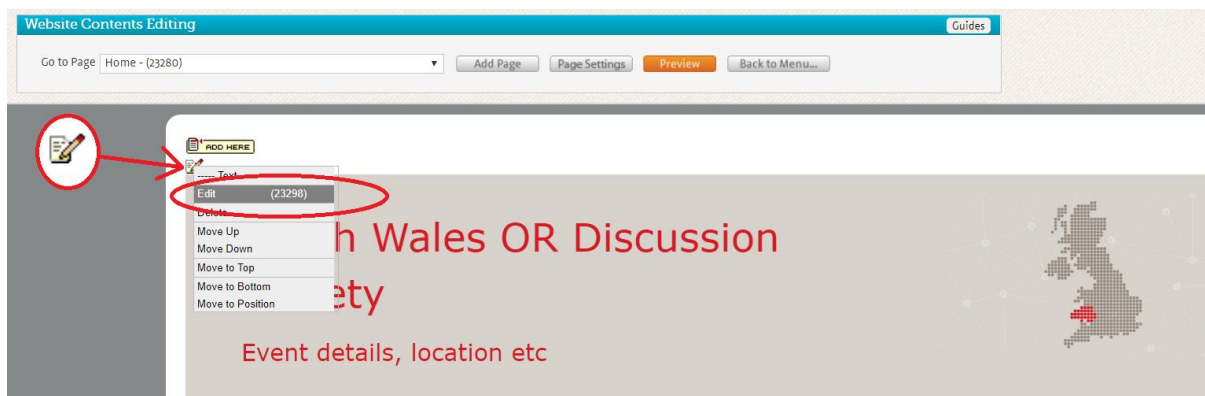 Website Contents Editing
Guides
Go to Page Home - (23280) Add Page Page Settings Preview Back to Menu...
ADD HERE
----- Text
Edit (23298)
Delete
Move Up
Move Down
Move to Top
Move to Bottom
Move to Position
h Wales OR Discussion
ety
Event details, location etc